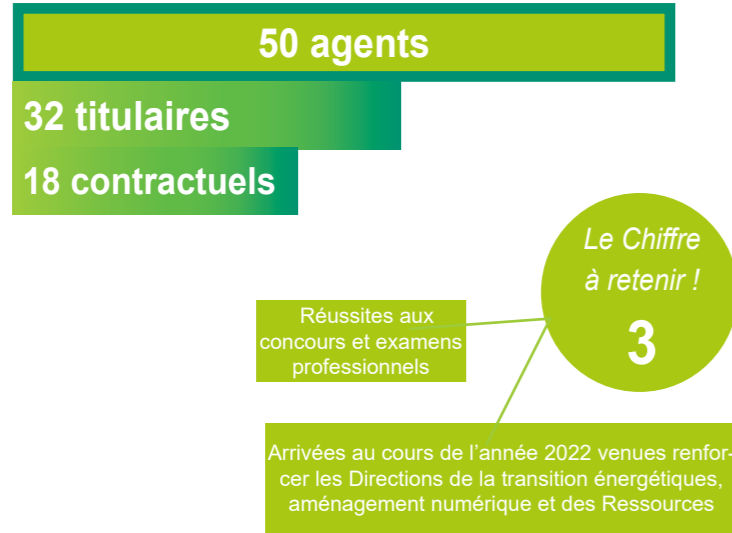 50 agents
32 titulaires
18 contractuels
Le Chiffre
à retenir !
3
Réussites aux
concours et examens
professionnels
Arrivées au cours de l'année 2022 venues renfor-
cer les Directions de la transition énergétiques,
aménagement numérique et des Ressources